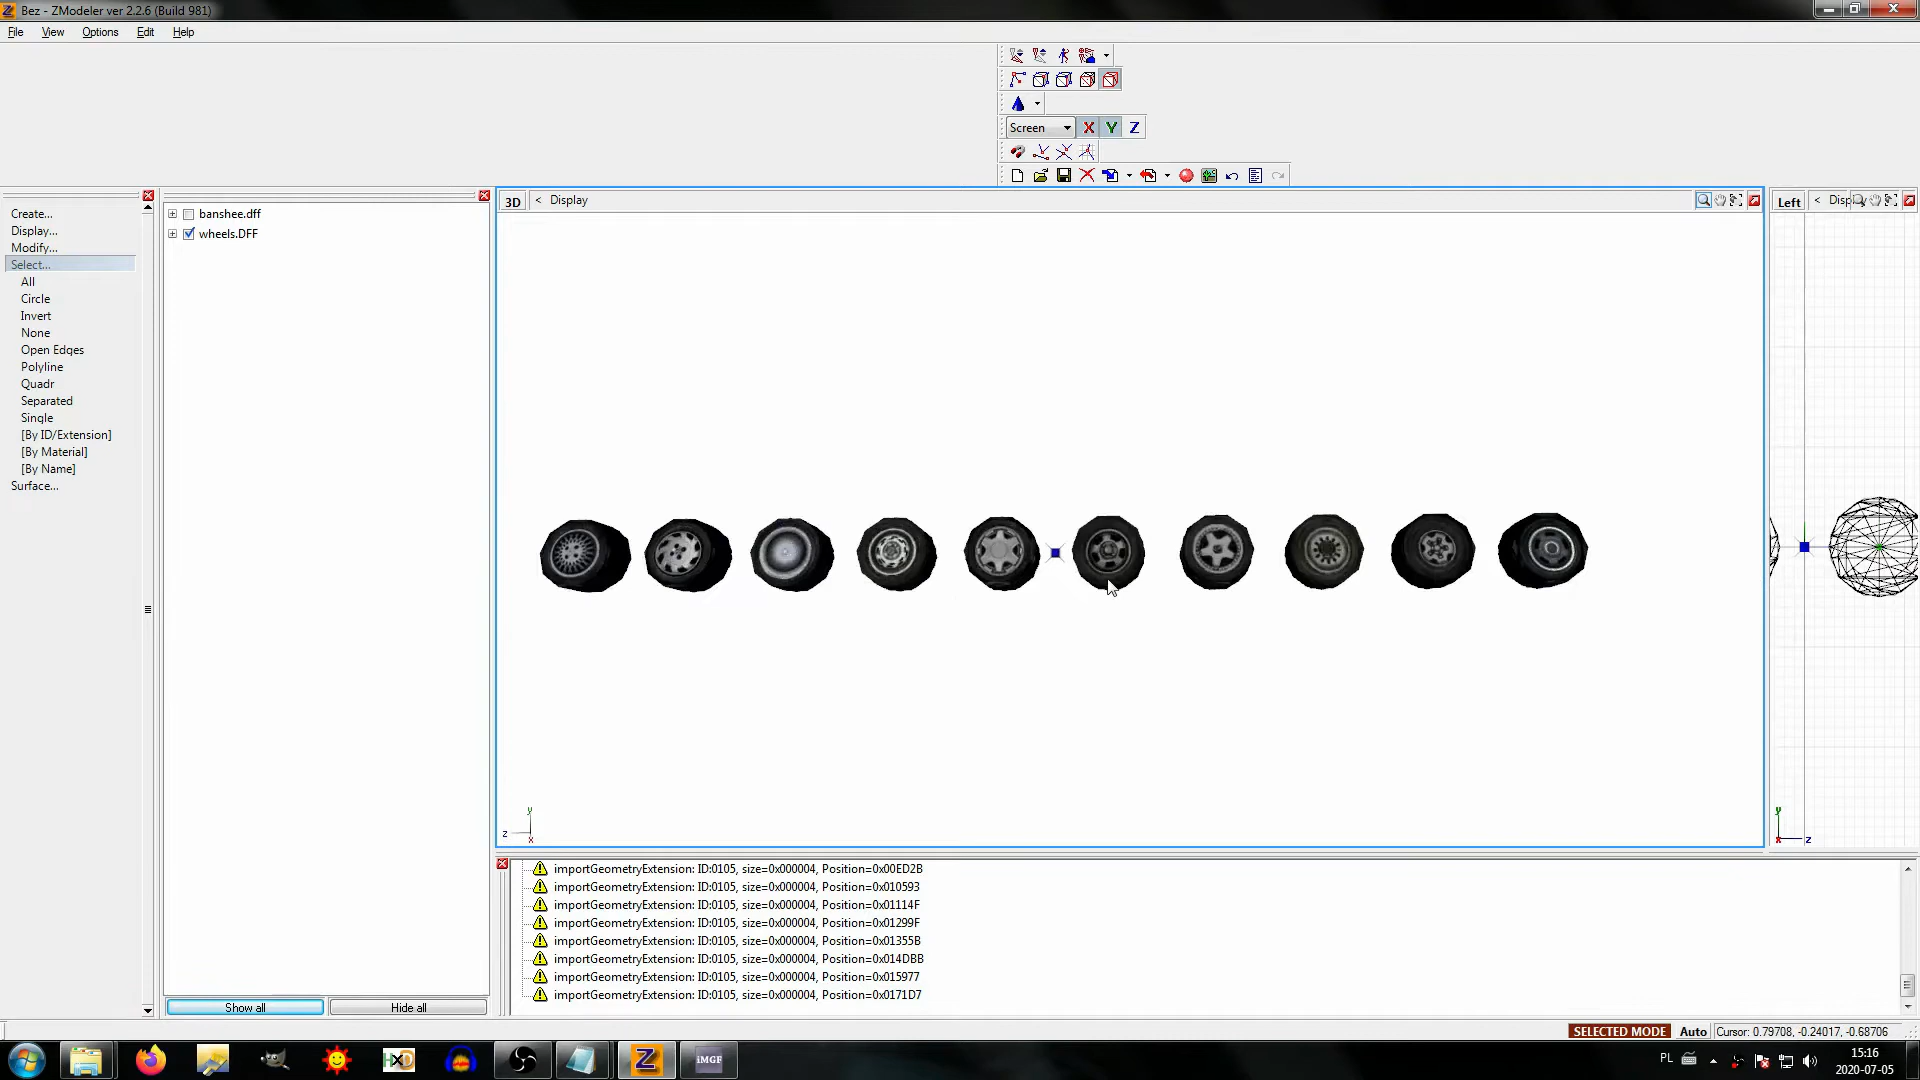 Bez - ZModeler ver 2.2.6 (Build 981)
File View Options Edit Help
Screen X Y Z
Create...
Display...
Modify...
Select...
All
Circle
Invert
None
Open Edges
Polyline
Quadr
Separated
Single
[By ID/Extension]
[By Material]
[By Name]
Surface...
banshee.dff
wheels.DFF
Show all
Hide all
3D < Display
y
z
x
Left <
y
x z
importGeometryExtension: ID:0105, size=0x000004, Position=0x00ED2B
importGeometryExtension: ID:0105, size=0x000004, Position=0x010593
importGeometryExtension: ID:0105, size=0x000004, Position=0x01114F
importGeometryExtension: ID:0105, size=0x000004, Position=0x01299F
importGeometryExtension: ID:0105, size=0x000004, Position=0x01355B
importGeometryExtension: ID:0105, size=0x000004, Position=0x014DBB
importGeometryExtension: ID:0105, size=0x000004, Position=0x015977
importGeometryExtension: ID:0105, size=0x000004, Position=0x0171D7
SELECTED MODE Auto Cursor: 0.79708, -0.24017, -0.68706
HxD
Z
iMGF
PL
15:16
2020-07-05